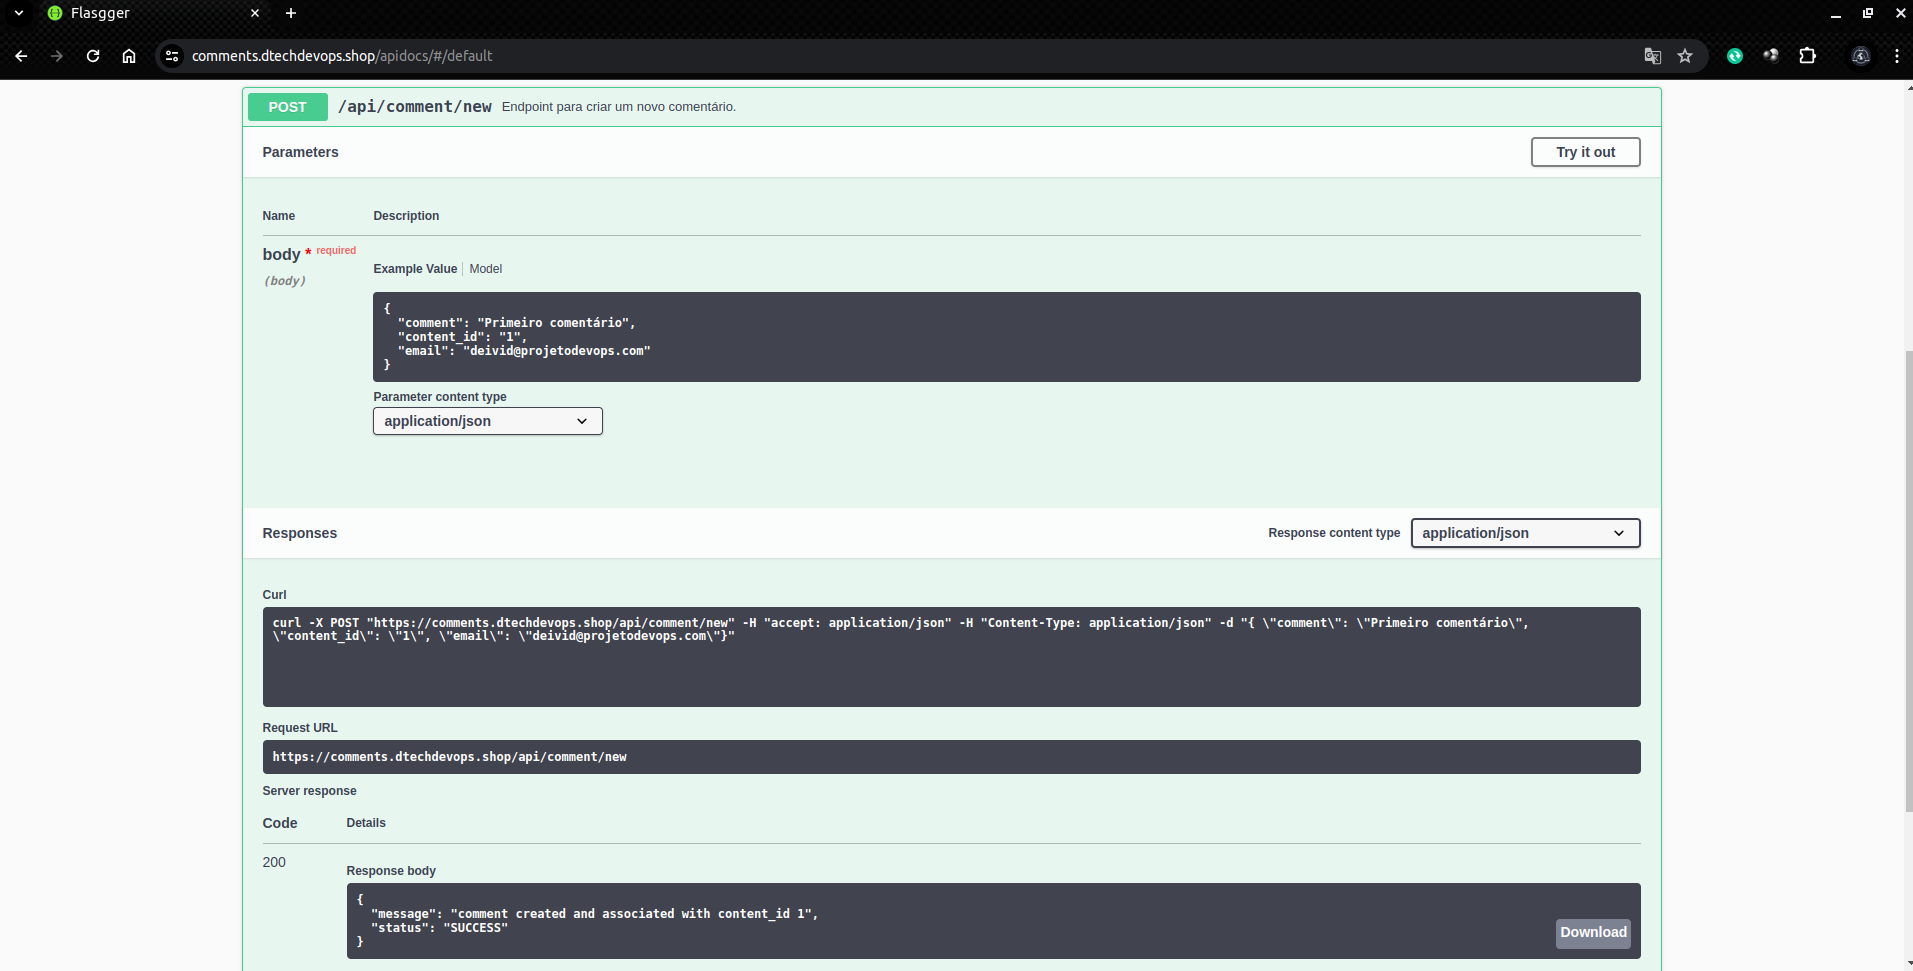 Flasgger
comments.dtechdevops.shop/apidocs/#/default
POST /api/comment/new Endpoint para criar um novo comentário.
Parameters
Try it out
Name Description
body * required
(body)
Example Value Model
{
"comment": "Primeiro comentário",
"content_id": "1",
"email": "deivid@projetodevops.com"
}
Parameter content type
application/json
Responses
Response content type application/json
Curl
curl -X POST "https://comments.dtechdevops.shop/api/comment/new" -H "accept: application/json" -H "Content-Type: application/json" -d "{ \"comment\": \"Primeiro comentário\",
\"content_id\": \"1\", \"email\": \"deivid@projetodevops.com\"}"
Request URL
https://comments.dtechdevops.shop/api/comment/new
Server response
Code Details
200
Response body
{
"message": "comment created and associated with content_id 1",
"status": "SUCCESS"
}
Download